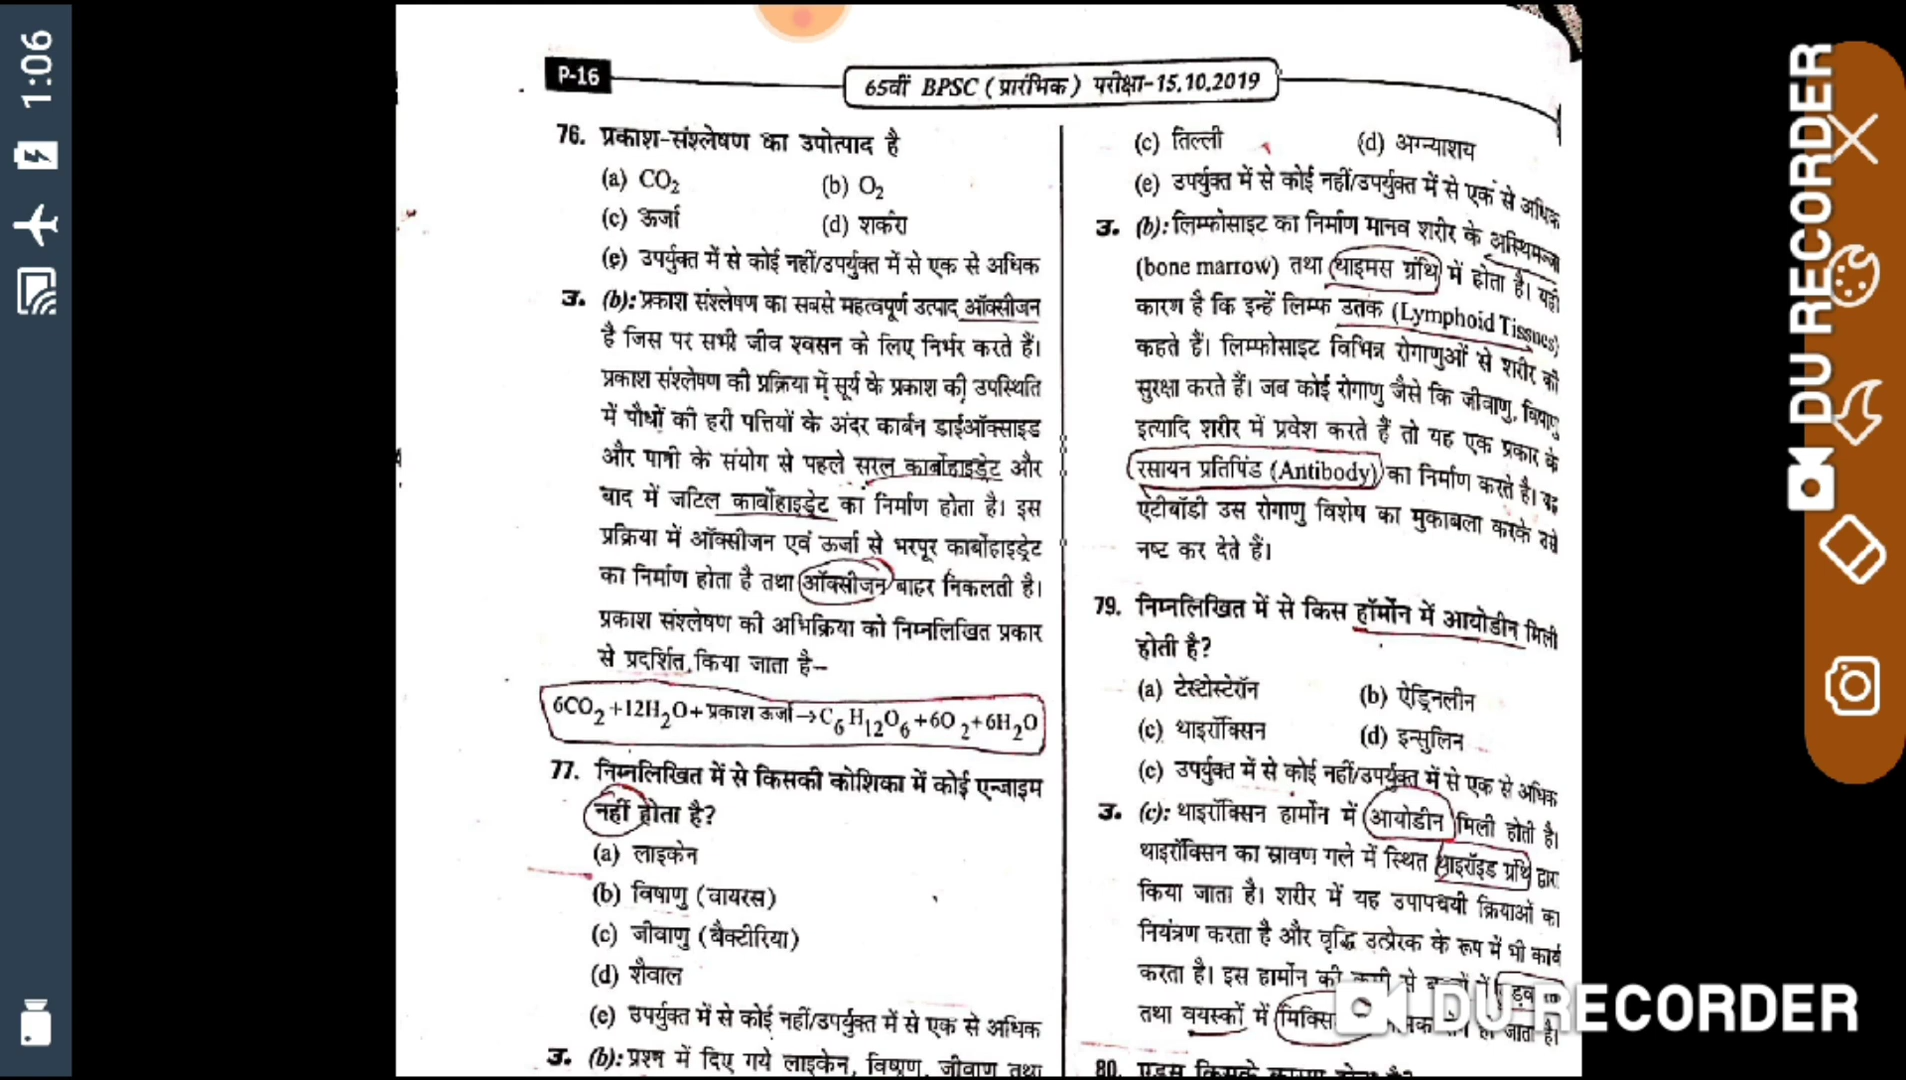 1:06
P-16
65वीं BPSC (प्रारंभिक) परीक्षा-15.10.2019
76. प्रकाश-संश्लेषण का उपोत्पाद है
(a) CO2 (b) O2
(c) ऊर्जा (d) शर्करा
(e) उपर्युक्त में से कोई नहीं/उपर्युक्त में से एक से अधिक
उ. (b): प्रकाश संश्लेषण का सबसे महत्वपूर्ण उत्पाद ऑक्सीजन
है जिस पर सभी जीव श्वसन के लिए निर्भर करते हैं।
प्रकाश संश्लेषण की प्रक्रिया में सूर्य के प्रकाश की उपस्थिति
में पौधों की हरी पत्तियों के अंदर कार्बन डाईऑक्साइड
और पानी के संयोग से पहले सरल कार्बोहाइड्रेट और
बाद में जटिल कार्बोहाइड्रेट का निर्माण होता है। इस
प्रक्रिया में ऑक्सीजन एवं ऊर्जा से भरपूर कार्बोहाइड्रेट
का निर्माण होता है तथा ऑक्सीजन बाहर निकलती है।
प्रकाश संश्लेषण की अभिक्रिया को निम्नलिखित प्रकार
से प्रदर्शित किया जाता है–
6CO2+12H2O+प्रकाश ऊर्जा→C6H12O6+6O2+6H2O
77. निम्नलिखित में से किसकी कोशिका में कोई एन्जाइम
नहीं होता है?
(a) लाइकेन
(b) विषाणु (वायरस)
(c) जीवाणु (बैक्टीरिया)
(d) शैवाल
(e) उपर्युक्त में से कोई नहीं/उपर्युक्त में से एक से अधिक
उ. (b): प्रश्न में दिए गये लाइकेन, विषाणु, जीवाणु तथा
(c) तिल्ली (d) अग्न्याशय
(e) उपर्युक्त में से कोई नहीं/उपर्युक्त में से एक से अधिक
उ. (b): लिम्फोसाइट का निर्माण मानव शरीर के अस्थिमज्जा
(bone marrow) तथा थाइमस ग्रंथि में होता है। यही
कारण है कि इन्हें लिम्फ उतक (Lymphoid Tissues)
कहते हैं। लिम्फोसाइट विभिन्न रोगाणुओं से शरीर की
सुरक्षा करते हैं। जब कोई रोगाणु जैसे कि जीवाणु, विषाणु
इत्यादि शरीर में प्रवेश करते हैं तो यह एक प्रकार के
रसायन प्रतिपिंड (Antibody) का निर्माण करते है। यह
एंटीबॉडी उस रोगाणु विशेष का मुकाबला करके उसे
नष्ट कर देते हैं।
79. निम्नलिखित में से किस हॉर्मोन में आयोडीन मिली
होती है?
(a) टेस्टोस्टेरॉन (b) ऐड्रिनलीन
(c) थाइरॉक्सिन (d) इन्सुलिन
(c) उपर्युक्त में से कोई नहीं/उपर्युक्त में से एक से अधिक
उ. (c): थाइरॉक्सिन हार्मोन में आयोडीन मिली होती है।
थाइरॉक्सिन का स्रावण गले में स्थित थाइरॉइड ग्रंथि द्वारा
किया जाता है। शरीर में यह उपापचयी क्रियाओं का
नियंत्रण करता है और वृद्धि उत्प्रेरक के रूप में भी कार्य
करता है। इस हार्मोन की कमी से में
तथा वयस्कों में हो जाता है।
80. एड्स किसके कारण होता है?
DU RECORDER
DU RECORDER